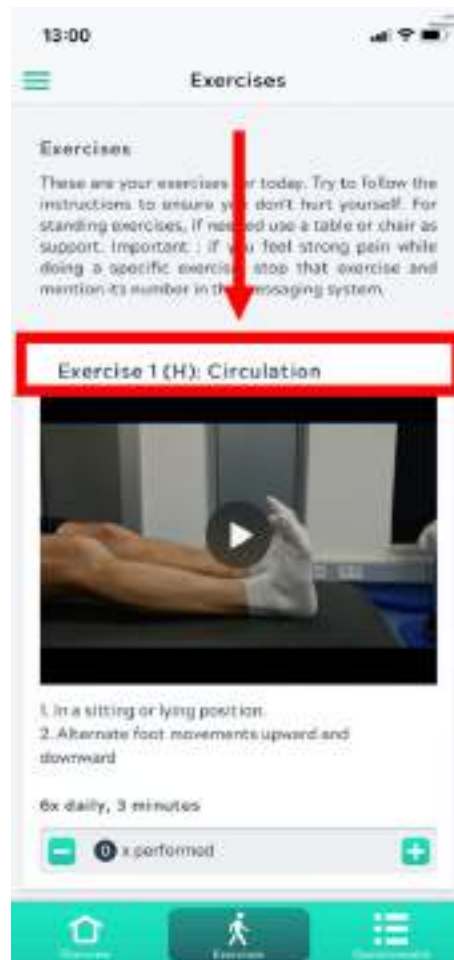 13:00
Exercises
Exercises
These are your exercises for today. Try to follow the
instructions to ensure you don't hurt yourself. For
standing exercises, if needed use a table or chair as
support. Important : if you feel strong pain while
doing a specific exercise, stop that exercise and
mention its number in the messaging system.
Exercise 1 (H): Circulation
1. In a sitting or lying position.
2. Alternate foot movements upward and
downward
6x daily, 3 minutes
0 x performed
Overview
Exercises